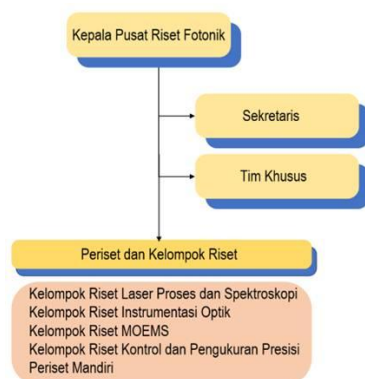 Kepala Pusat Riset Fotonik
Sekretaris
Tim Khusus
Periset dan Kelompok Riset
Kelompok Riset Laser Proses dan Spektroskopi
Kelompok Riset Instrumentasi Optik
Kelompok Riset MOEMS
Kelompok Riset Kontrol dan Pengukuran Presisi
Periset Mandiri